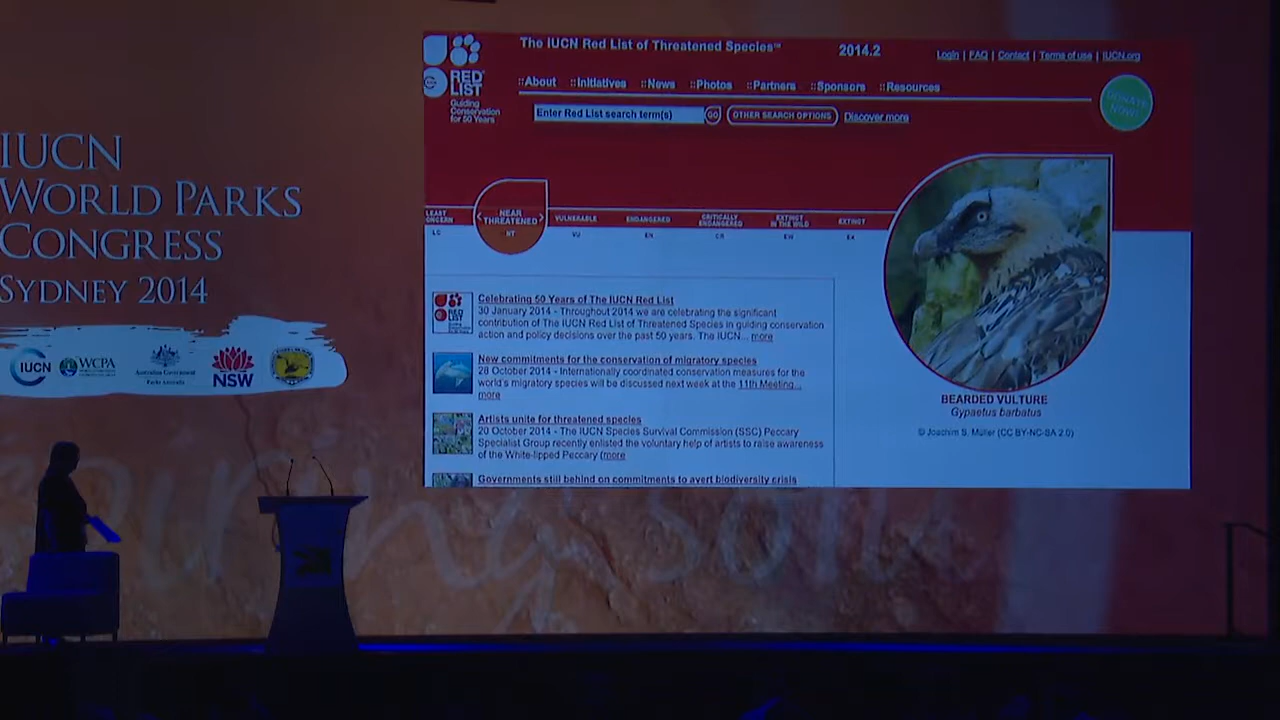 IUCN
WORLD PARKS
CONGRESS
SYDNEY 2014
IUCN
WCPA
Australian Government
Parks Australia
NSW
RED
LIST
Guiding
Conservation
for 50 Years
The IUCN Red List of Threatened Species™
2014.2
Login | FAQ | Contact | Terms of use | IUCN.org
::About ::Initiatives ::News ::Photos ::Partners ::Sponsors ::Resources
DONATE
NOW!
Enter Red List search term(s)
GO
OTHER SEARCH OPTIONS
Discover more
LEAST
CONCERN
LC
< NEAR
THREATENED >
NT
VULNERABLE
VU
ENDANGERED
EN
CRITICALLY
ENDANGERED
CR
EXTINCT
IN THE WILD
EW
EXTINCT
EX
RED
LIST
Celebrating 50 Years of The IUCN Red List
30 January 2014 - Throughout 2014 we are celebrating the significant
contribution of The IUCN Red List of Threatened Species in guiding conservation
action and policy decisions over the past 50 years. The IUCN... more
New commitments for the conservation of migratory species
28 October 2014 - Internationally coordinated conservation measures for the
world's migratory species will be discussed next week at the 11th Meeting...
more
Artists unite for threatened species
20 October 2014 - The IUCN Species Survival Commission (SSC) Peccary
Specialist Group recently enlisted the voluntary help of artists to raise awareness
of the White-lipped Peccary (more
Governments still behind on commitments to avert biodiversity crisis
BEARDED VULTURE
Gypaetus barbatus
© Joachim S. Müller (CC BY-NC-SA 2.0)